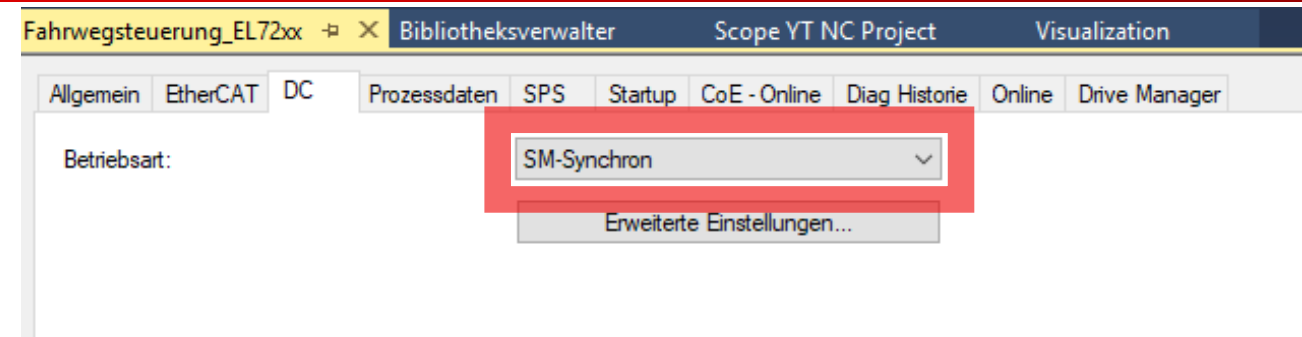 Fahrwegsteuerung_EL72xx Bibliotheksverwalter Scope YT NC Project Visualization
Allgemein EtherCAT DC Prozessdaten SPS Startup CoE - Online Diag Historie Online Drive Manager
Betriebsart: SM-Synchron
Erweiterte Einstellungen...